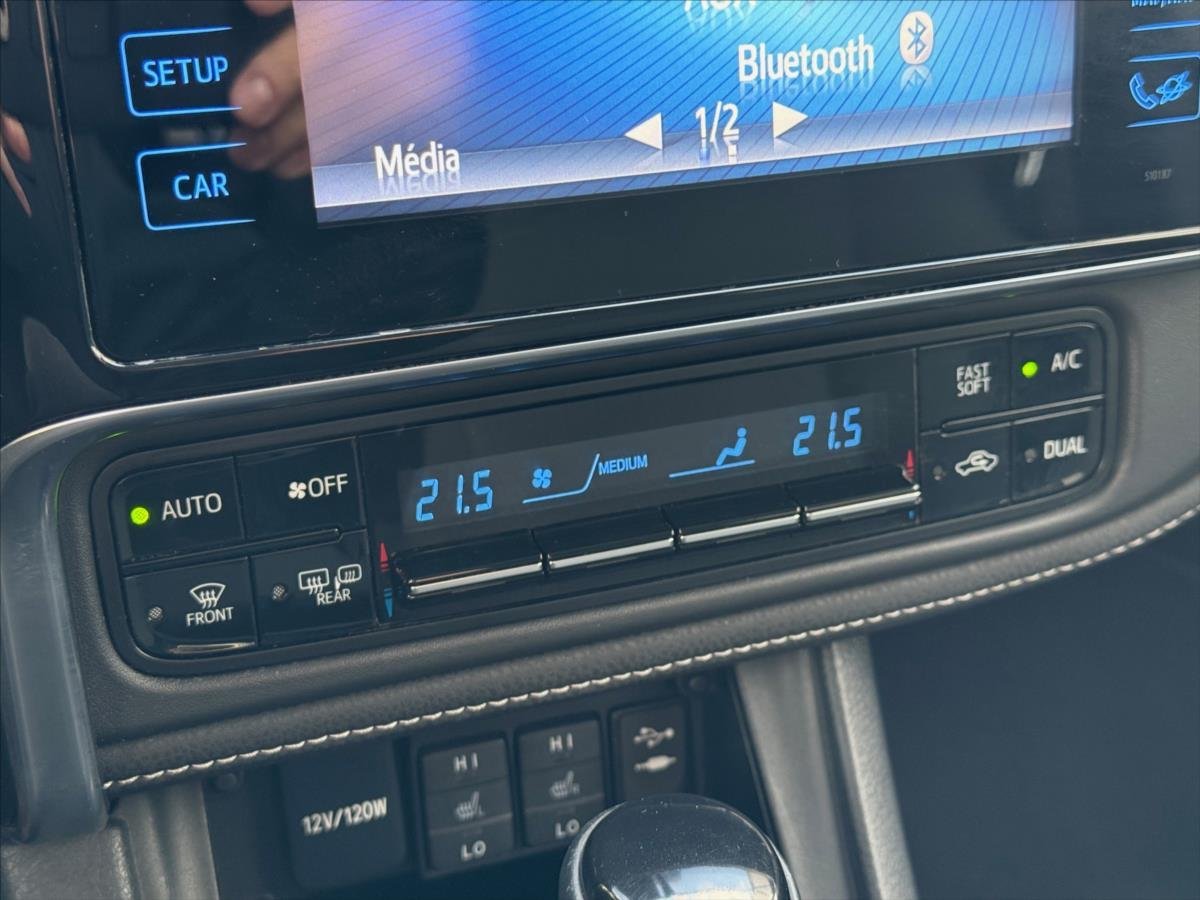 SETUP
Bluetooth
1/2
Média
CAR
S10187
FAST
SOFT
A/C
21.5
MEDIUM
21.5
DUAL
AUTO
OFF
FRONT
REAR
HI
HI
12V/120W
LO
LO